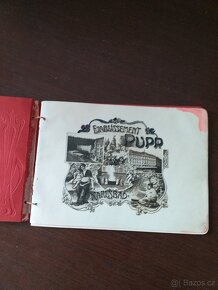 ETABLISSEMENT
PUPP
KARLSBAD
Bazos.cz